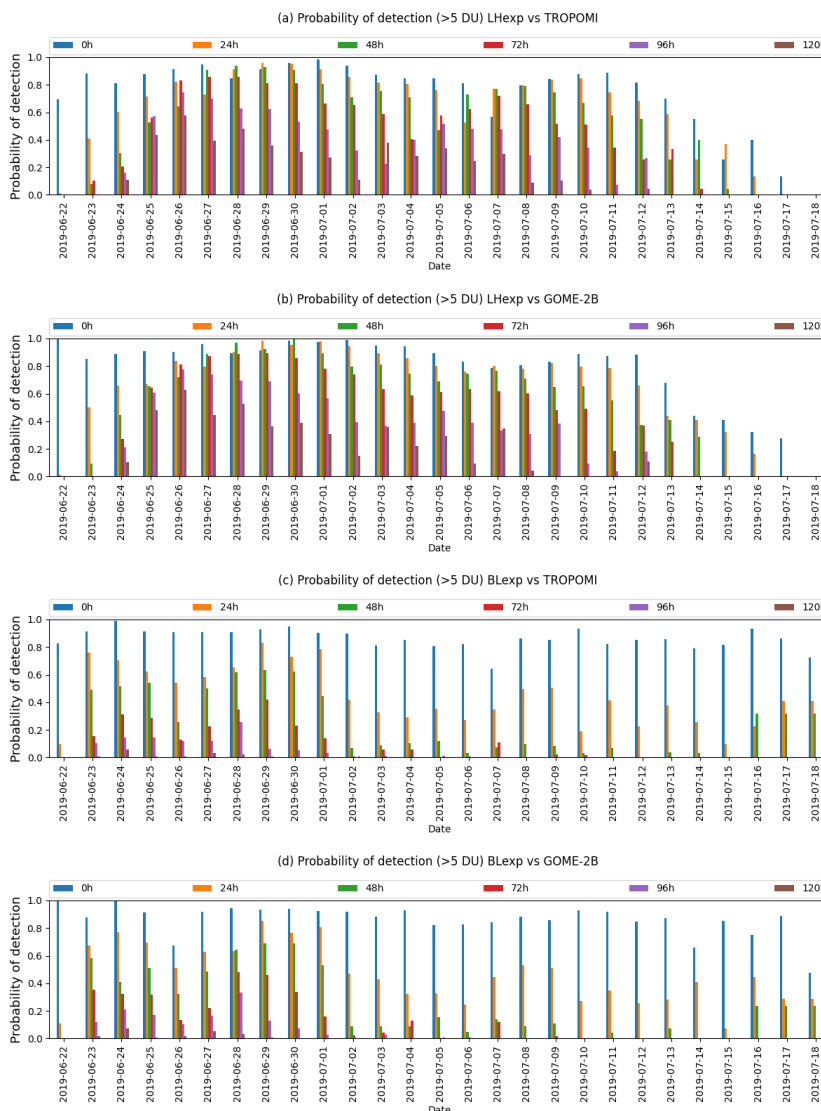 (a) Probability of detection (>5 DU) LHexp vs TROPOMI
0h 24h 48h 72h 96h 120
1.0
0.8
0.6
0.4
0.2
0.0
Probability of detection
2019-06-22 2019-06-23 2019-06-24 2019-06-25 2019-06-26 2019-06-27 2019-06-28 2019-06-29 2019-06-30 2019-07-01 2019-07-02 2019-07-03 2019-07-04 2019-07-05 2019-07-06 2019-07-07 2019-07-08 2019-07-09 2019-07-10 2019-07-11 2019-07-12 2019-07-13 2019-07-14 2019-07-15 2019-07-16 2019-07-17 2019-07-18
Date
(b) Probability of detection (>5 DU) LHexp vs GOME-2B
0h 24h 48h 72h 96h 120
1.0
0.8
0.6
0.4
0.2
0.0
Probability of detection
2019-06-22 2019-06-23 2019-06-24 2019-06-25 2019-06-26 2019-06-27 2019-06-28 2019-06-29 2019-06-30 2019-07-01 2019-07-02 2019-07-03 2019-07-04 2019-07-05 2019-07-06 2019-07-07 2019-07-08 2019-07-09 2019-07-10 2019-07-11 2019-07-12 2019-07-13 2019-07-14 2019-07-15 2019-07-16 2019-07-17 2019-07-18
Date
(c) Probability of detection (>5 DU) BLexp vs TROPOMI
0h 24h 48h 72h 96h 120
1.0
0.8
0.6
0.4
0.2
0.0
Probability of detection
2019-06-22 2019-06-23 2019-06-24 2019-06-25 2019-06-26 2019-06-27 2019-06-28 2019-06-29 2019-06-30 2019-07-01 2019-07-02 2019-07-03 2019-07-04 2019-07-05 2019-07-06 2019-07-07 2019-07-08 2019-07-09 2019-07-10 2019-07-11 2019-07-12 2019-07-13 2019-07-14 2019-07-15 2019-07-16 2019-07-17 2019-07-18
Date
(d) Probability of detection (>5 DU) BLexp vs GOME-2B
0h 24h 48h 72h 96h 120
1.0
0.8
0.6
0.4
0.2
0.0
Probability of detection
2019-06-22 2019-06-23 2019-06-24 2019-06-25 2019-06-26 2019-06-27 2019-06-28 2019-06-29 2019-06-30 2019-07-01 2019-07-02 2019-07-03 2019-07-04 2019-07-05 2019-07-06 2019-07-07 2019-07-08 2019-07-09 2019-07-10 2019-07-11 2019-07-12 2019-07-13 2019-07-14 2019-07-15 2019-07-16 2019-07-17 2019-07-18
Date